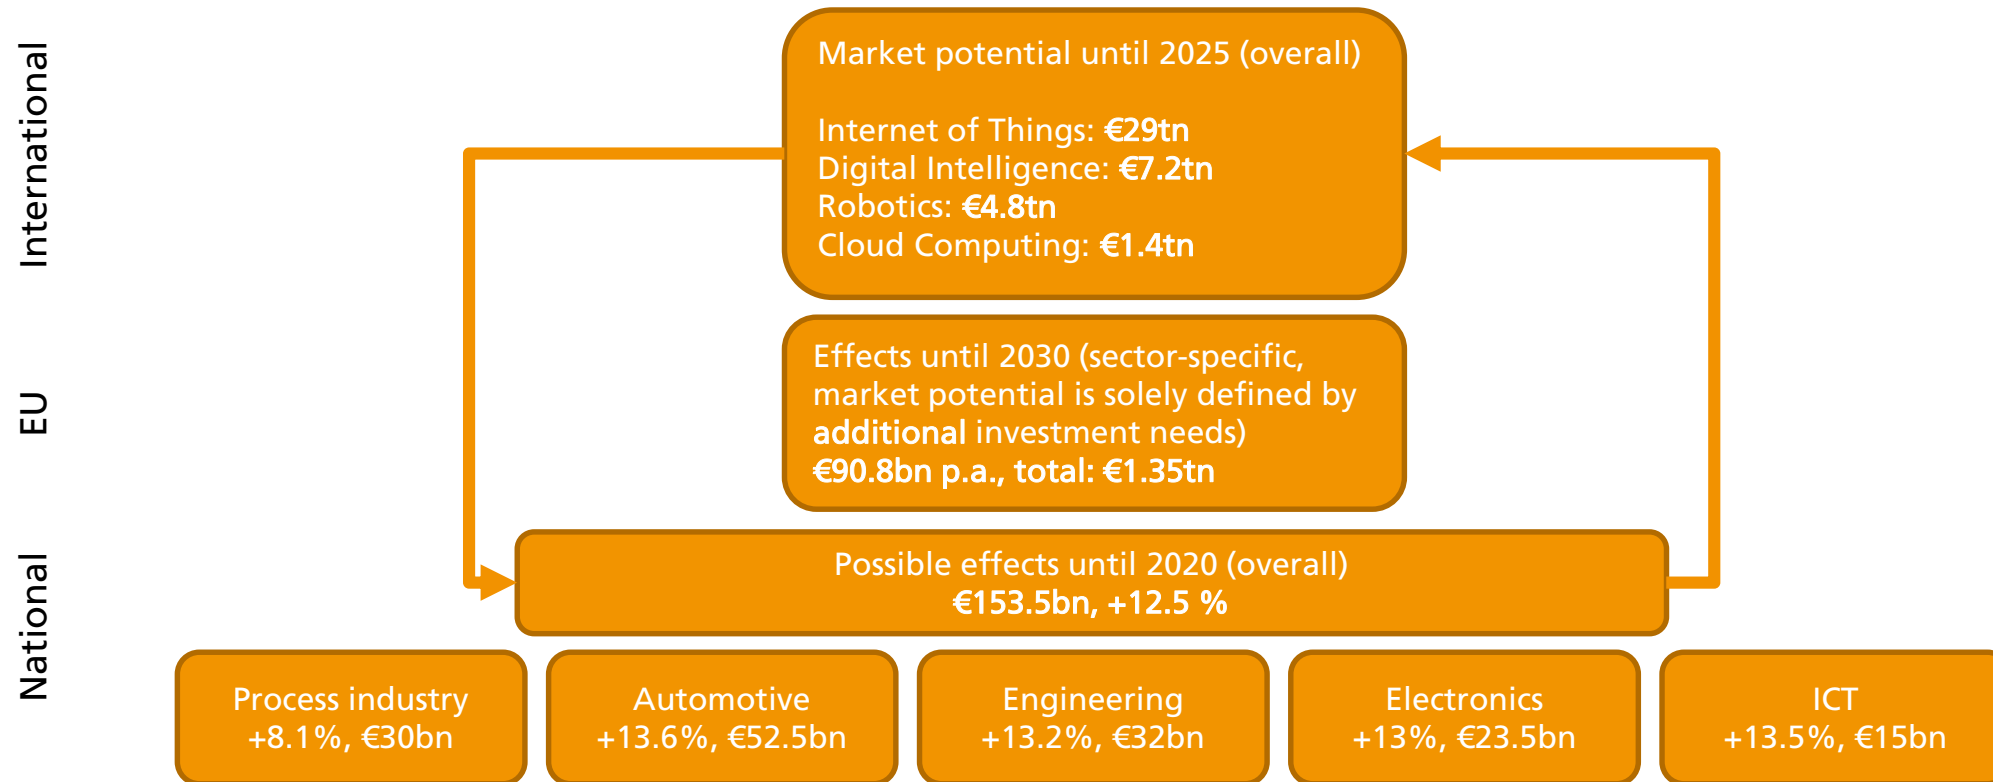 International
Market potential until 2025 (overall)
Internet of Things: €29tn
Digital Intelligence: €7.2tn
Robotics: €4.8tn
Cloud Computing: €1.4tn
EU
Effects until 2030 (sector-specific,
market potential is solely defined by
additional investment needs)
€90.8bn p.a., total: €1.35tn
National
Possible effects until 2020 (overall)
€153.5bn, +12.5 %
Process industry
+8.1%, €30bn
Automotive
+13.6%, €52.5bn
Engineering
+13.2%, €32bn
Electronics
+13%, €23.5bn
ICT
+13.5%, €15bn